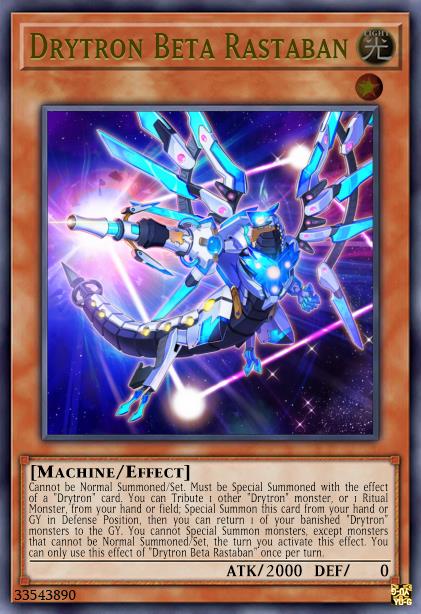 Drytron Beta Rastaban
LIGHT
光
[Machine/Effect]
Cannot be Normal Summoned/Set. Must be Special Summoned with the effect
of a "Drytron" card. You can Tribute 1 other "Drytron" monster, or 1 Ritual
Monster, from your hand or field; Special Summon this card from your hand or
GY in Defense Position, then you can return 1 of your banished "Drytron"
monsters to the GY. You cannot Special Summon monsters, except monsters
that cannot be Normal Summoned/Set, the turn you activate this effect. You
can only use this effect of "Drytron Beta Rastaban" once per turn.
ATK/2000 DEF/ 0
33543890